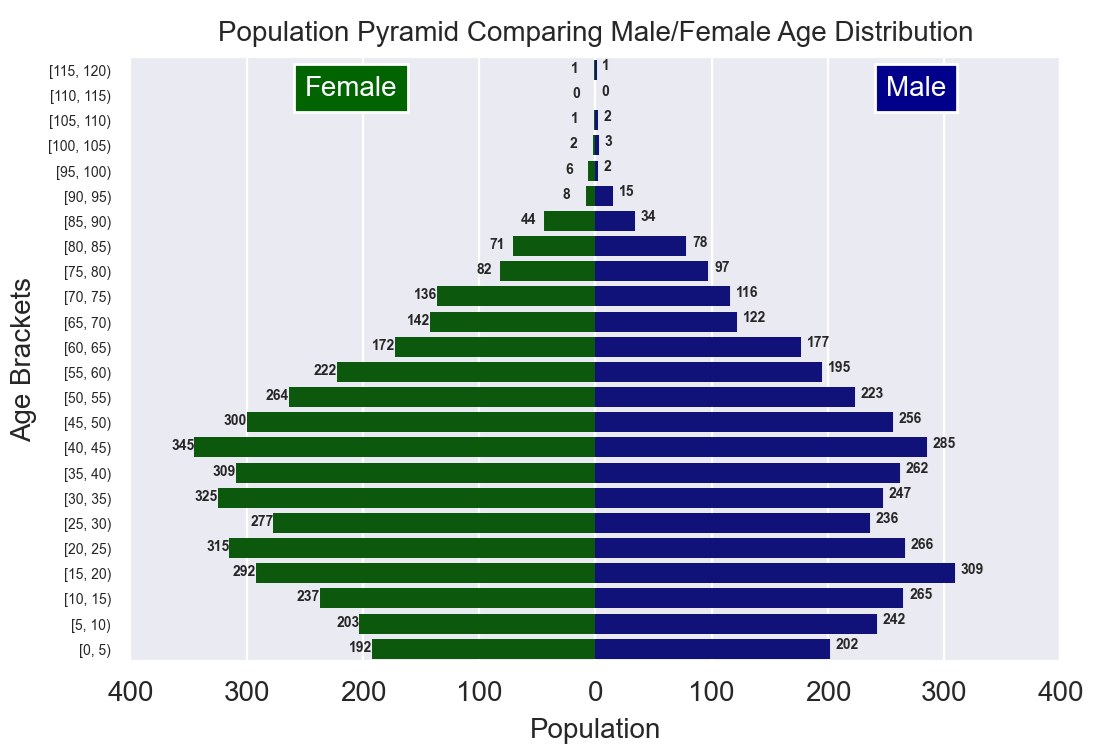 Population Pyramid Comparing Male/Female Age Distribution
Female
Male
Age Brackets
[115, 120) 1 1
[110, 115) 0 0
[105, 110) 1 2
[100, 105) 2 3
[95, 100) 6 2
[90, 95) 8 15
[85, 90) 44 34
[80, 85) 71 78
[75, 80) 82 97
[70, 75) 136 116
[65, 70) 142 122
[60, 65) 172 177
[55, 60) 222 195
[50, 55) 264 223
[45, 50) 300 256
[40, 45) 345 285
[35, 40) 309 262
[30, 35) 325 247
[25, 30) 277 236
[20, 25) 315 266
[15, 20) 292 309
[10, 15) 237 265
[5, 10) 203 242
[0, 5) 192 202
400 300 200 100 0 100 200 300 400
Population